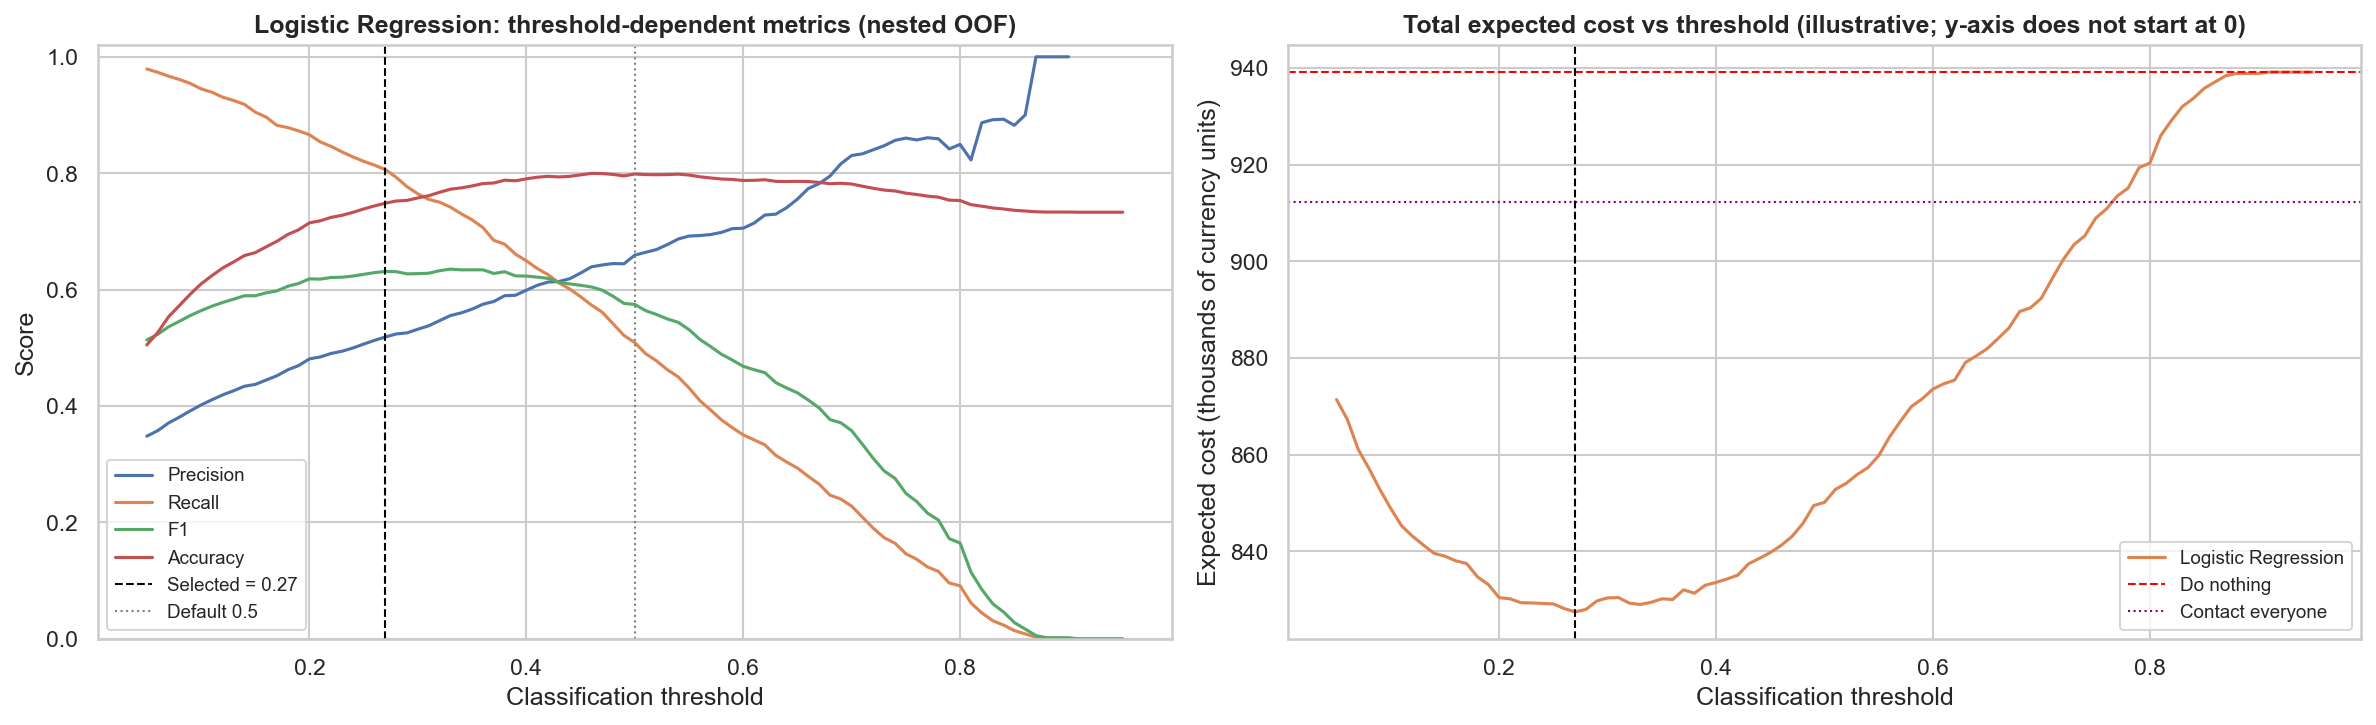 Logistic Regression: threshold-dependent metrics (nested OOF)
Score
1.0
0.8
0.6
0.4
0.2
0.0
Precision
Recall
F1
Accuracy
Selected = 0.27
Default 0.5
0.2 0.4 0.6 0.8
Classification threshold
Total expected cost vs threshold (illustrative; y-axis does not start at 0)
Expected cost (thousands of currency units)
940
920
900
880
860
840
Logistic Regression
Do nothing
Contact everyone
0.2 0.4 0.6 0.8
Classification threshold